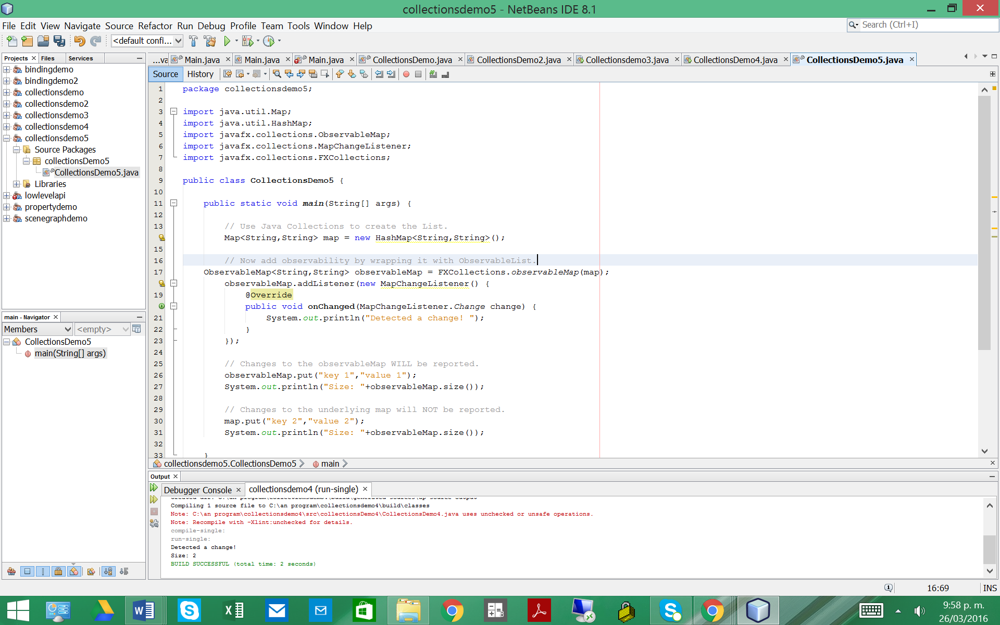 collectionsdemo5 - NetBeans IDE 8.1
File Edit View Navigate Source Refactor Run Debug Profile Team Tools Window Help
Search (Ctrl+I)
<default confi...
Projects Files Services
bindingdemo
bindingdemo2
collectionsdemo
collectionsdemo2
collectionsdemo3
collectionsdemo4
collectionsdemo5
Source Packages
collectionsDemo5
CollectionsDemo5.java
Libraries
lowlevelapi
propertydemo
scenegraphdemo
main - Navigator
Members <empty>
CollectionsDemo5
main(String[] args)
...va Main.java Main.java Main.java CollectionsDemo.java CollectionsDemo2.java Collectionsdemo3.java CollectionsDemo4.java CollectionsDemo5.java
Source History
1 package collectionsdemo5;
2
3 import java.util.Map;
4 import java.util.HashMap;
5 import javafx.collections.ObservableMap;
6 import javafx.collections.MapChangeListener;
7 import javafx.collections.FXCollections;
8
9 public class CollectionsDemo5 {
10
11 public static void main(String[] args) {
12
13 // Use Java Collections to create the List.
Map<String,String> map = new HashMap<String,String>();
15
16 // Now add observability by wrapping it with ObservableList.
17 ObservableMap<String,String> observableMap = FXCollections.observableMap(map);
observableMap.addListener(new MapChangeListener() {
19 @Override
public void onChanged(MapChangeListener.Change change) {
21 System.out.println("Detected a change! ");
22 }
23 });
24
25 // Changes to the observableMap WILL be reported.
26 observableMap.put("key 1","value 1");
27 System.out.println("Size: "+observableMap.size());
28
29 // Changes to the underlying map will NOT be reported.
30 map.put("key 2","value 2");
31 System.out.println("Size: "+observableMap.size());
32
33 }
collectionsdemo5.CollectionsDemo5 main
Output
Debugger Console collectionsdemo4 (run-single)
Compiling 1 source file to C:\an program\collectionsdemo4\build\classes
Note: C:\an program\collectionsdemo4\src\collectionsDemo4\CollectionsDemo4.java uses unchecked or unsafe operations.
Note: Recompile with -Xlint:unchecked for details.
compile-single:
run-single:
Detected a change!
Size: 2
BUILD SUCCESSFUL (total time: 2 seconds)
16:69 INS
9:58 p. m.
26/03/2016